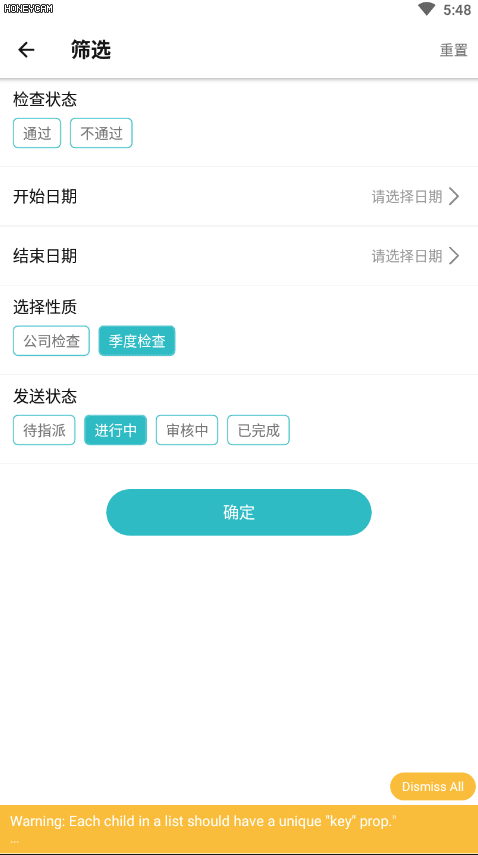 HONEYCAM
5:48
筛选
重置
检查状态
通过 不通过
开始日期 请选择日期
结束日期 请选择日期
选择性质
公司检查 季度检查
发送状态
待指派 进行中 审核中 已完成
确定
Dismiss All
Warning: Each child in a list should have a unique "key" prop."
...